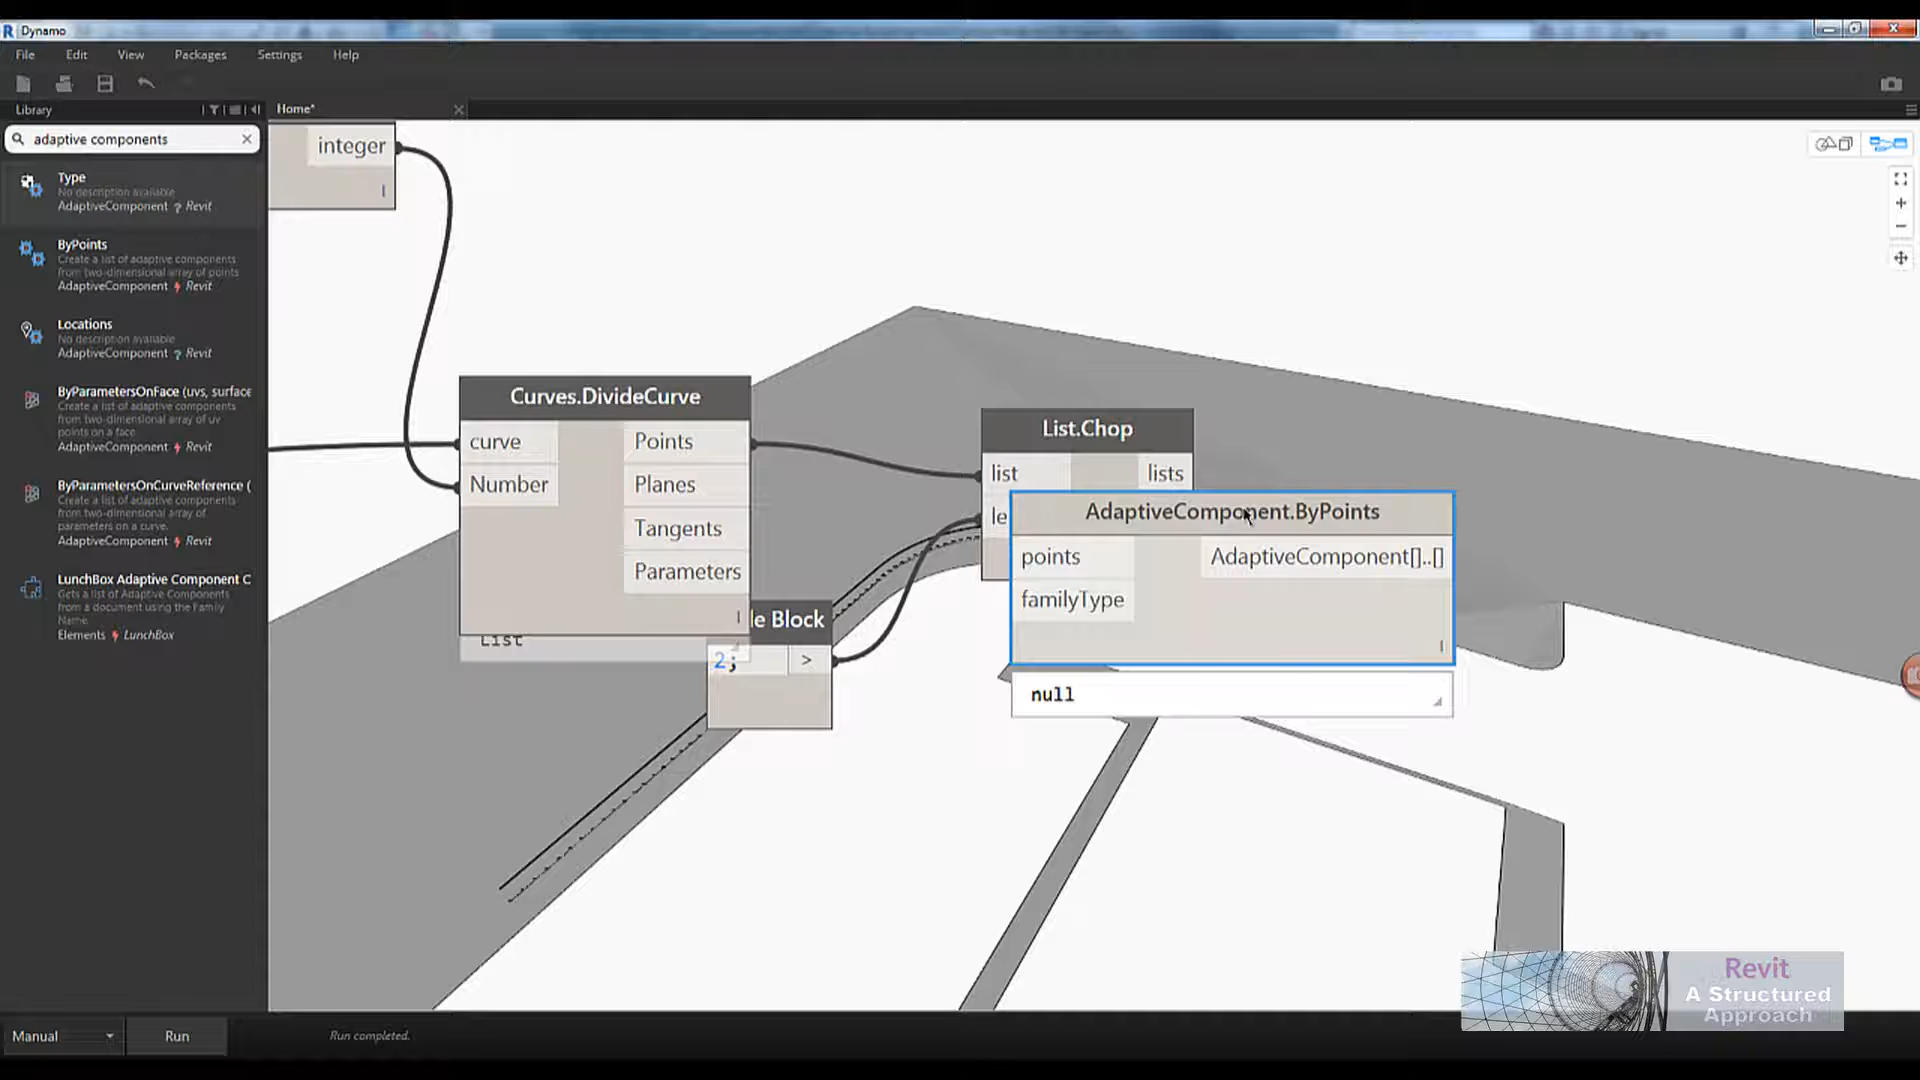 Dynamo
File Edit View Packages Settings Help
Library
Home*
adaptive components
Type
No description available
AdaptiveComponent ? Revit
ByPoints
Create a list of adaptive components
from two-dimensional array of points
AdaptiveComponent Revit
Locations
No description available
AdaptiveComponent ? Revit
ByParametersOnFace (uvs, surface
Create a list of adaptive components
from two-dimensional array of uv
points on a face
AdaptiveComponent Revit
ByParametersOnCurveReference (
Create a list of adaptive components
from two-dimensional array of
parameters on a curve.
AdaptiveComponent Revit
LunchBox Adaptive Component C
Gets a list of Adaptive Components
from a document using the Family
Name.
Elements LunchBox
integer
Curves.DivideCurve
curve Points
Number Planes
Tangents
Parameters
List
le Block
2; >
List.Chop
list lists
le
AdaptiveComponent.ByPoints
points AdaptiveComponent[]..[]
familyType
null
Revit
A Structured
Approach
Manual Run Run completed.